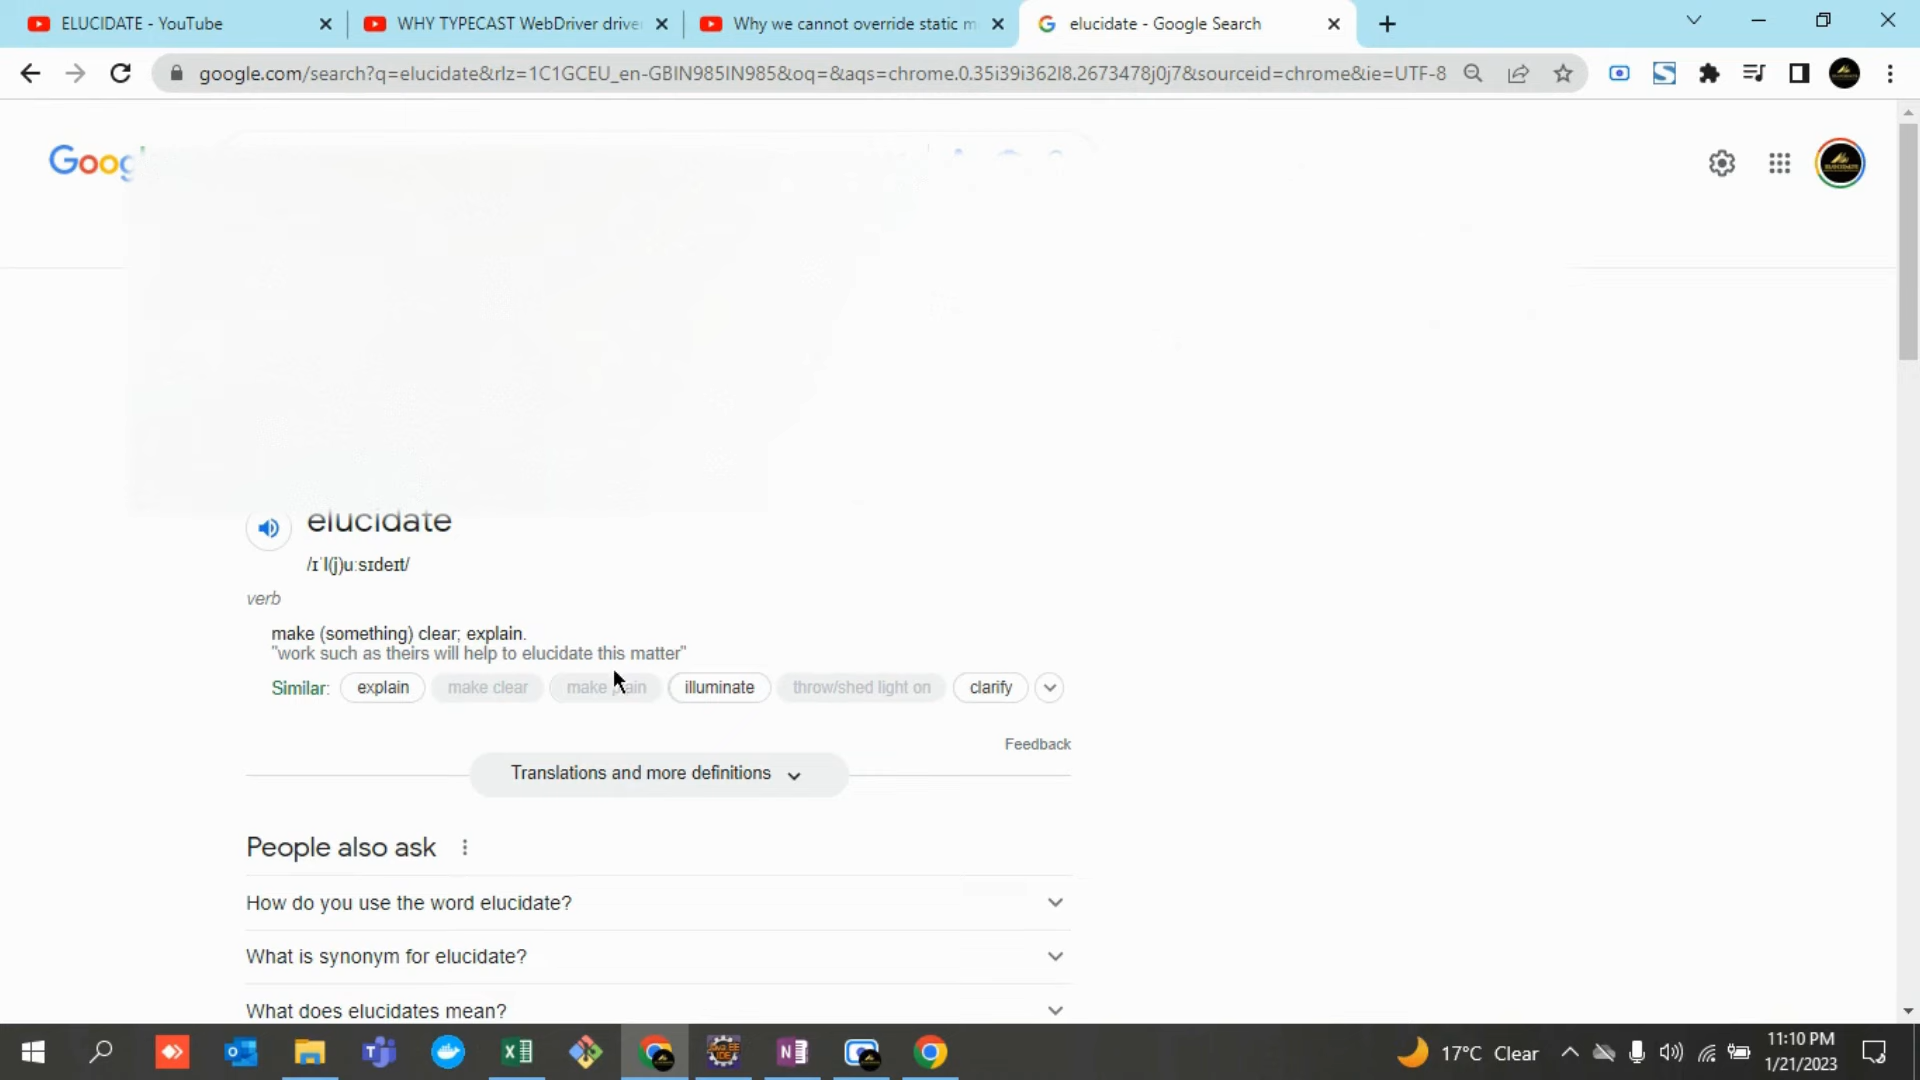 ELUCIDATE - YouTube
WHY TYPECAST WebDriver drive
Why we cannot override static m
elucidate - Google Search
google.com/search?q=elucidate&rlz=1C1GCEU_en-GBIN985IN985&oq=&aqs=chrome.0.35i39i362l8.2673478j0j7&sourceid=chrome&ie=UTF-8
elucidate
/ɪˈl(j)uːsɪdeɪt/
verb
make (something) clear; explain.
"work such as theirs will help to elucidate this matter"
Similar: explain make clear make plain illuminate throw/shed light on clarify
Feedback
Translations and more definitions
People also ask
How do you use the word elucidate?
What is synonym for elucidate?
What does elucidates mean?
17°C Clear
11:10 PM
1/21/2023